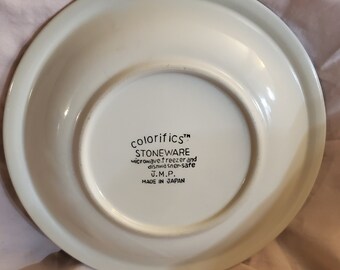 colorifics™
STONEWARE
microwave, freezer and
dishwasher-safe
J.M.P.
MADE IN JAPAN